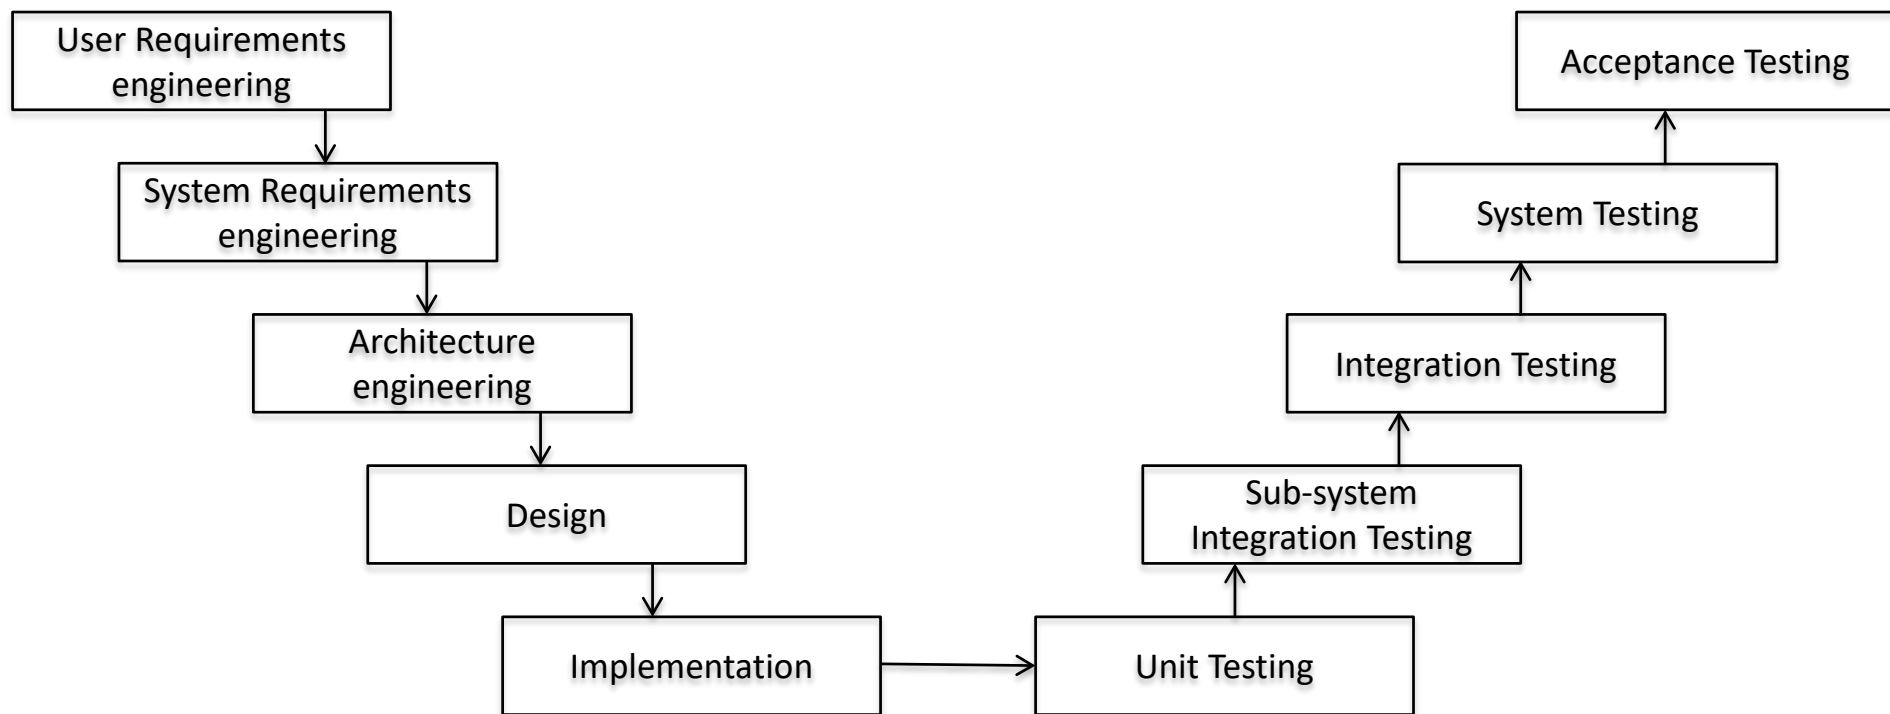 User Requirements
engineering
Acceptance Testing
System Requirements
engineering
System Testing
Architecture
engineering
Integration Testing
Design
Sub-system
Integration Testing
Implementation
Unit Testing